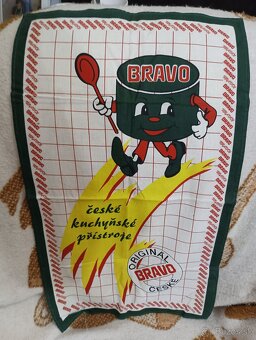 BRAVO
české
kuchyňské
přístroje
ORIGINAL
BRAVO
ČESKÉ